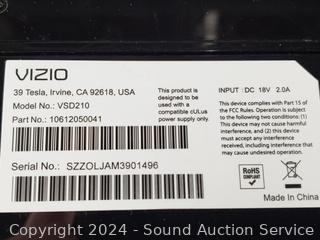 VIZIO
39 Tesla, Irvine, CA 92618, USA
Model No.: VSD210
Part No.: 10612050041
This product is
designed to be
used with a
compatible cULus
power supply only.
INPUT : DC 18V 2.0A
This device complies with Part 15 of
the FCC Rules. Operation is subject
to the following two conditions: (1)
This device may not cause harmful
interference, and (2) this device must
accept any interference received,
including interference that may
cause undesired operation.
Serial No.: SZZOLJAM3901496
RoHS
COMPLIANT
Made In China
Copyright 2024 - Sound Auction Service